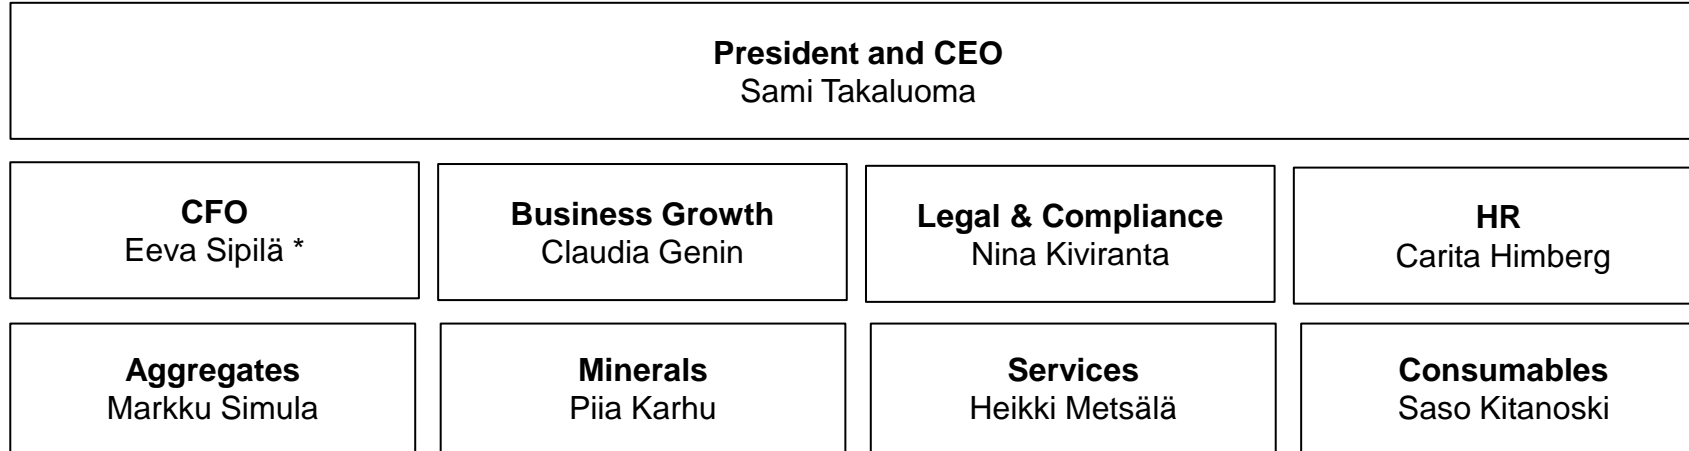 President and CEO
Sami Takaluoma
CFO
Eeva Sipilä *
Business Growth
Claudia Genin
Legal & Compliance
Nina Kiviranta
HR
Carita Himberg
Aggregates
Markku Simula
Minerals
Piia Karhu
Services
Heikki Metsälä
Consumables
Saso Kitanoski